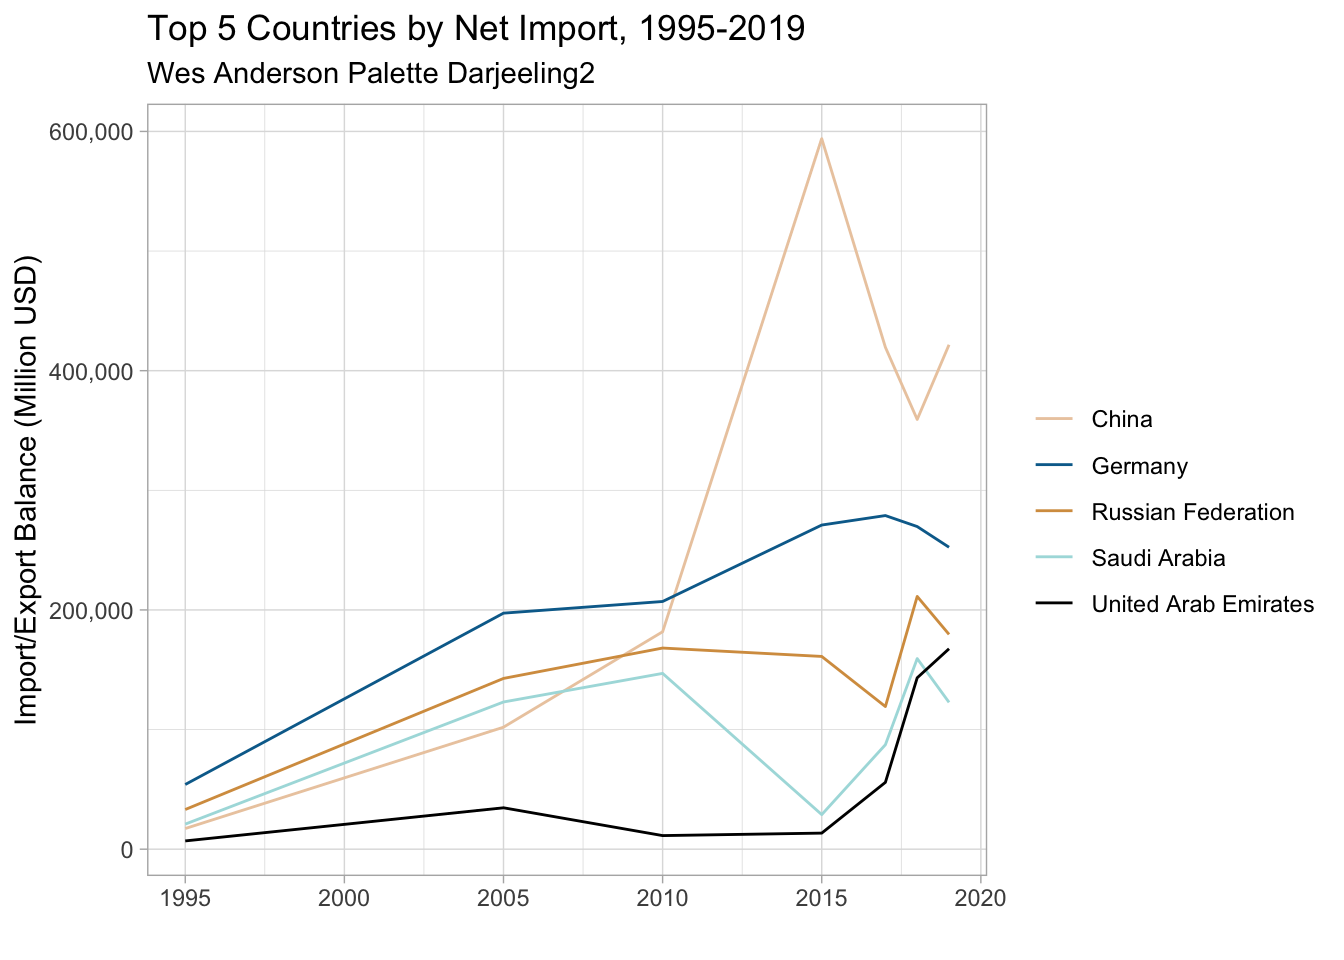 Top 5 Countries by Net Import, 1995-2019
Wes Anderson Palette Darjeeling2
Import/Export Balance (Million USD)
600,000
400,000
200,000
0
1995
2000
2005
2010
2015
2020
China
Germany
Russian Federation
Saudi Arabia
United Arab Emirates